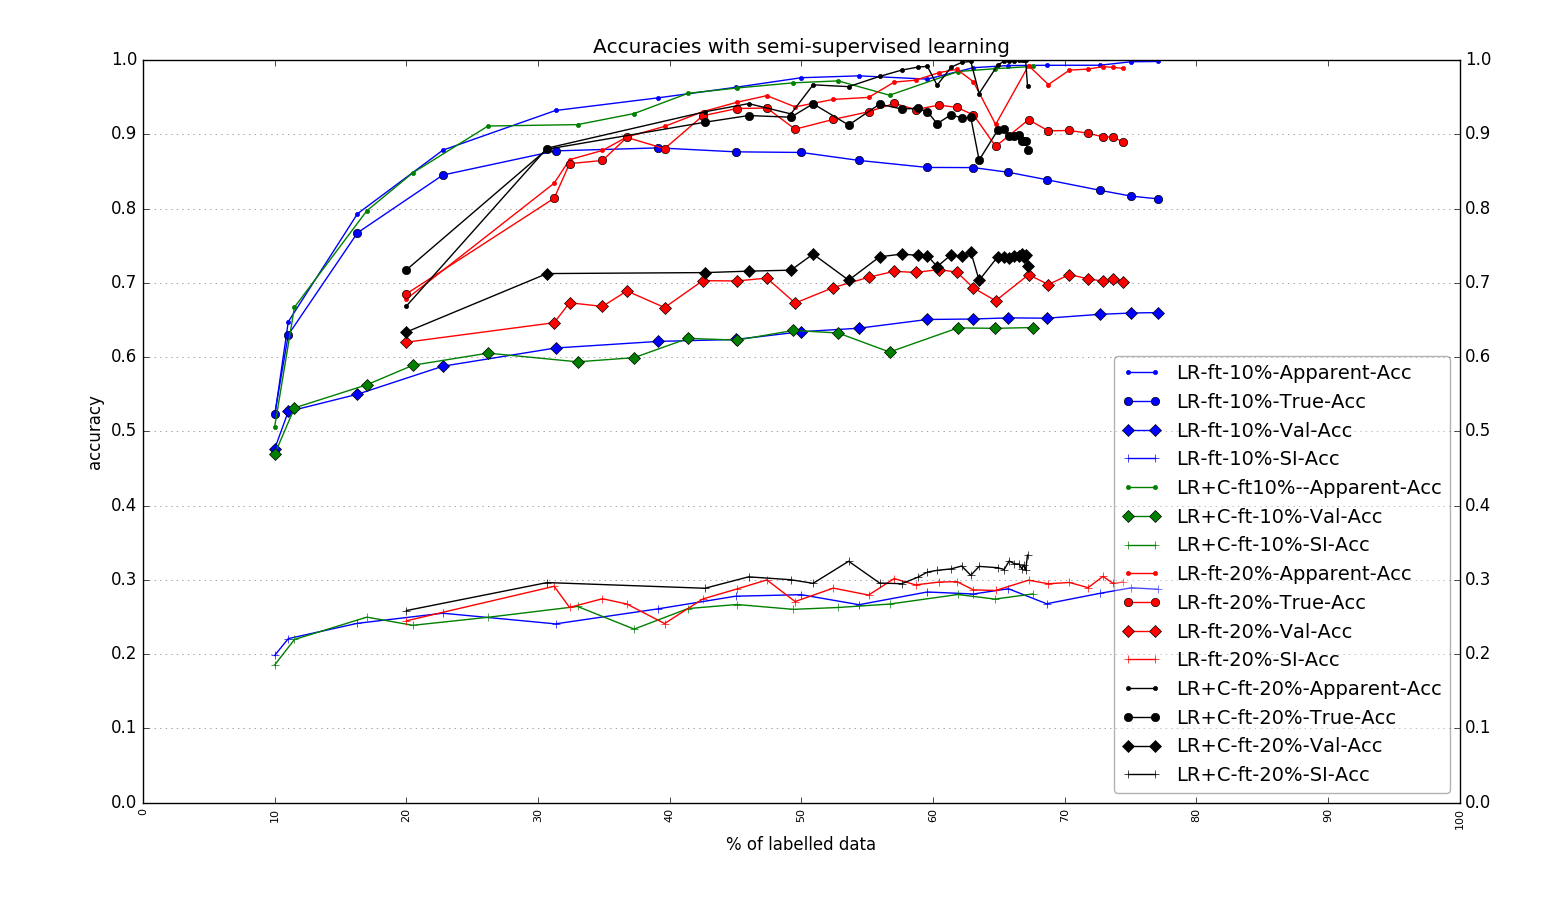 Accuracies with semi-supervised learning
1.0
0.9
0.8
0.7
0.6
0.5
0.4
0.3
0.2
0.1
0.0
accuracy
1.0
0.9
0.8
0.7
0.6
0.5
0.4
0.3
0.2
0.1
0.0
LR-ft-10%-Apparent-Acc
LR-ft-10%-True-Acc
LR-ft-10%-Val-Acc
LR-ft-10%-SI-Acc
LR+C-ft10%--Apparent-Acc
LR+C-ft-10%-Val-Acc
LR+C-ft-10%-SI-Acc
LR-ft-20%-Apparent-Acc
LR-ft-20%-True-Acc
LR-ft-20%-Val-Acc
LR-ft-20%-SI-Acc
LR+C-ft-20%-Apparent-Acc
LR+C-ft-20%-True-Acc
LR+C-ft-20%-Val-Acc
LR+C-ft-20%-SI-Acc
0 10 20 30 40 50 60 70 80 90 100
% of labelled data